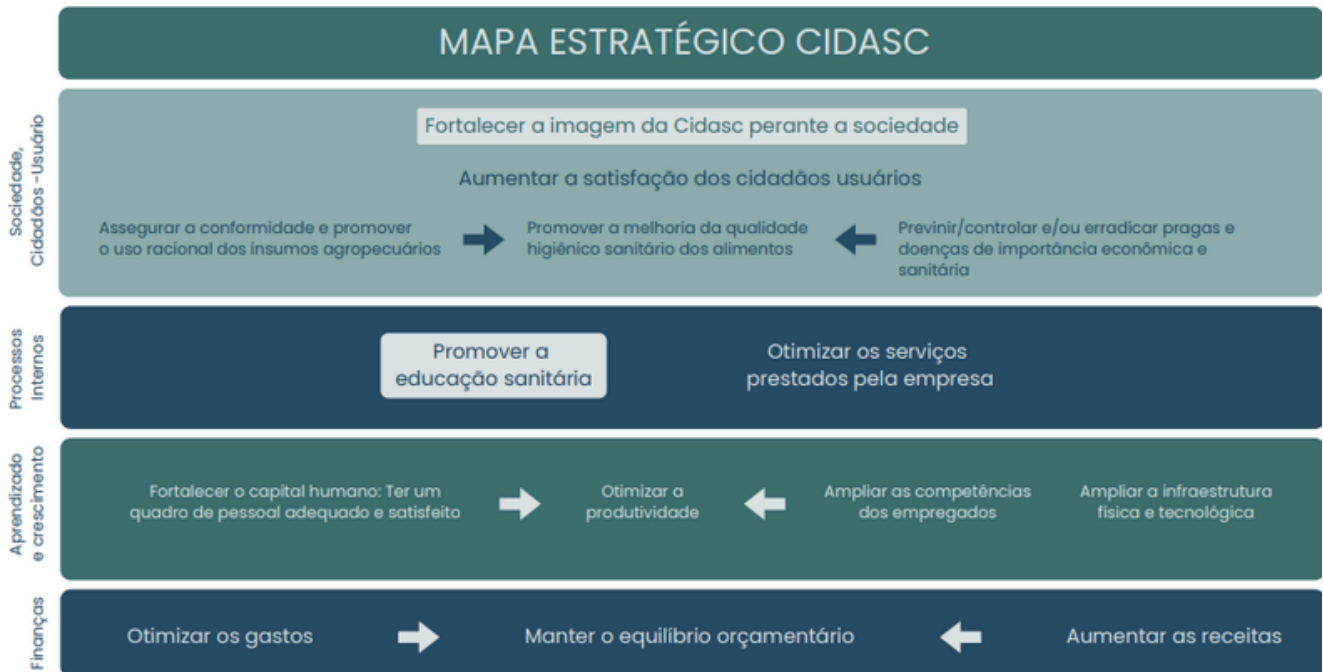 MAPA ESTRATÉGICO CIDASC
Sociedade,
Cidadãos -Usuário
Fortalecer a imagem da Cidasc perante a sociedade
Aumentar a satisfação dos cidadãos usuários
Assegurar a conformidade e promover
o uso racional dos insumos agropecuários
Promover a melhoria da qualidade
higiênico sanitário dos alimentos
Previnir/controlar e/ou erradicar pragas e
doenças de importância econômica e
sanitária
Processos
Internos
Promover a
educação sanitária
Otimizar os serviços
prestados pela empresa
Aprendizado
e crescimento
Fortalecer o capital humano: Ter um
quadro de pessoal adequado e satisfeito
Otimizar a
produtividade
Ampliar as competências
dos empregados
Ampliar a infraestrutura
física e tecnológica
Finanças
Otimizar os gastos
Manter o equilíbrio orçamentário
Aumentar as receitas